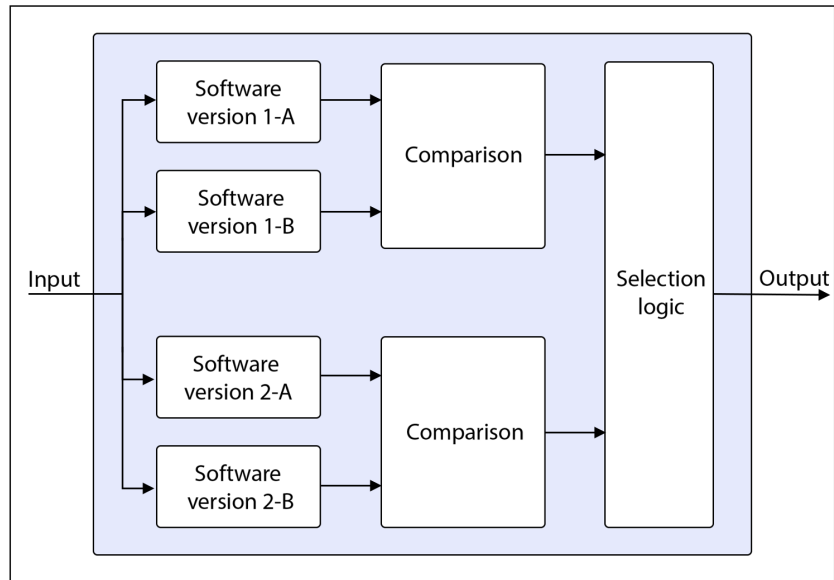 Software
version 1-A
Comparison
Software
version 1-B
Input
Selection
logic
Output
Software
version 2-A
Comparison
Software
version 2-B